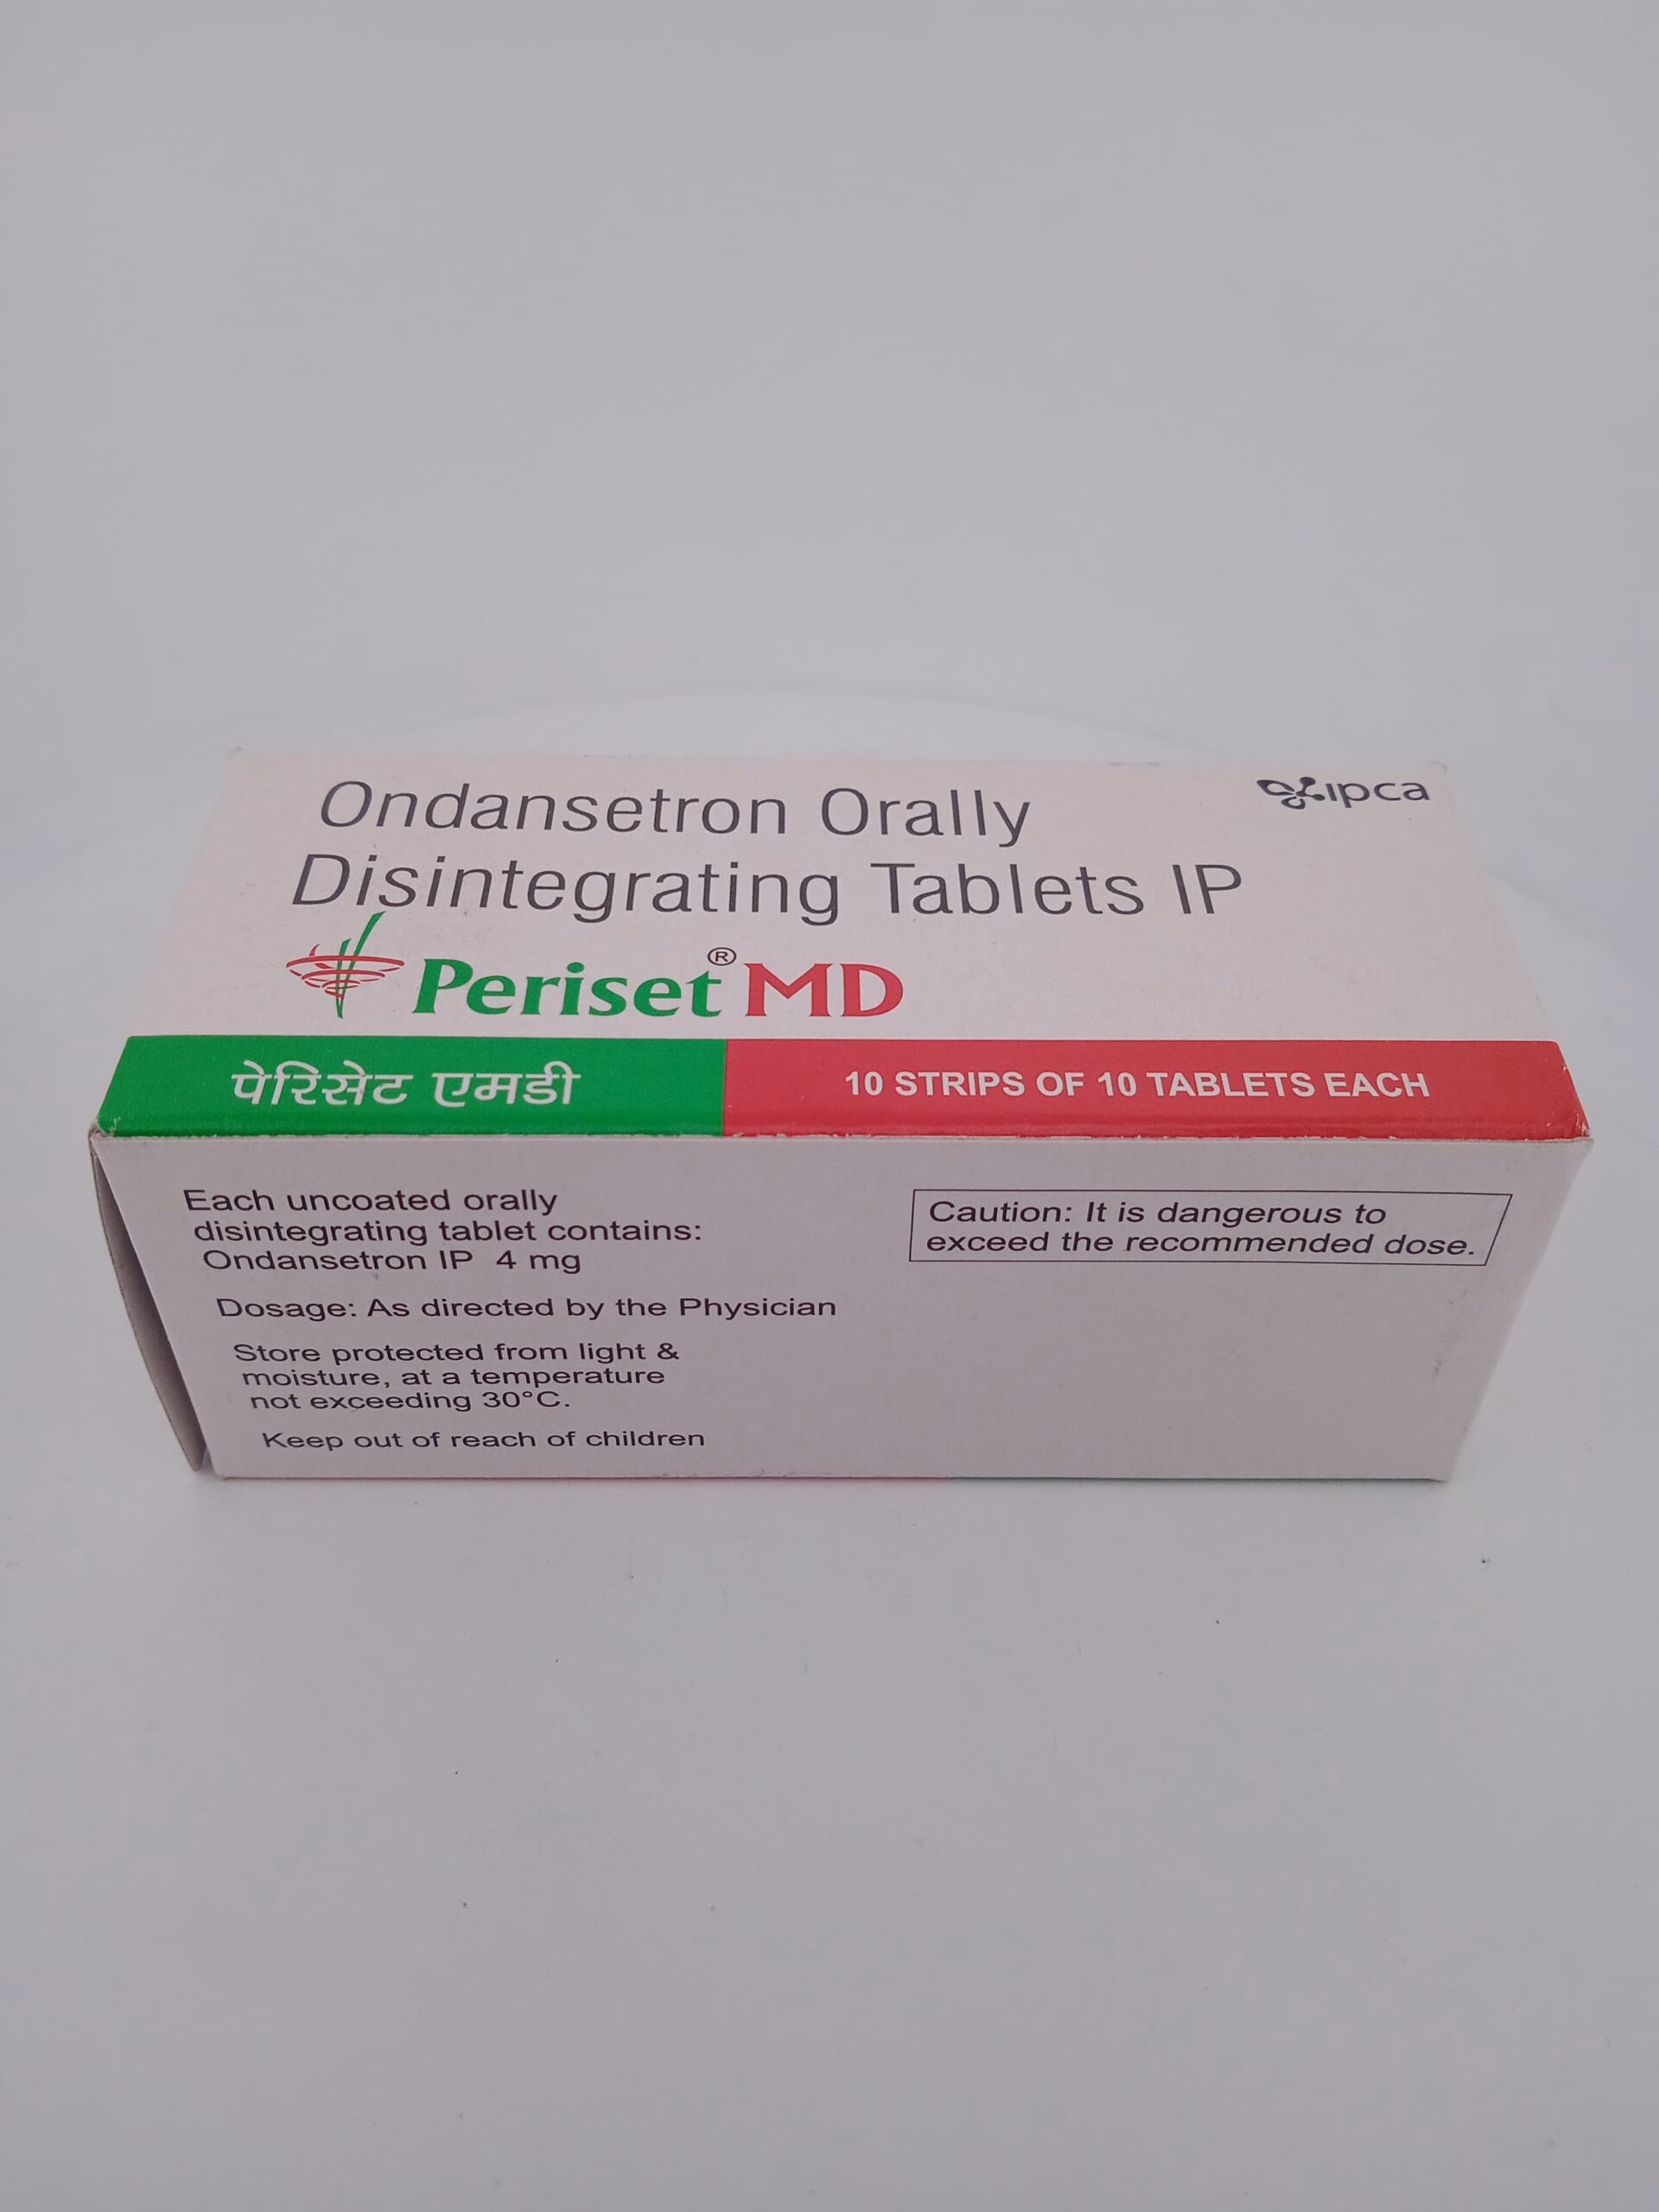 Ondansetron Orally
Disintegrating Tablets IP
ipca
Periset® MD
पेरिसेट एमडी
10 STRIPS OF 10 TABLETS EACH
Each uncoated orally
disintegrating tablet contains:
Ondansetron IP 4 mg
Dosage: As directed by the Physician
Store protected from light &
moisture, at a temperature
not exceeding 30°C.
Keep out of reach of children
Caution: It is dangerous to
exceed the recommended dose.